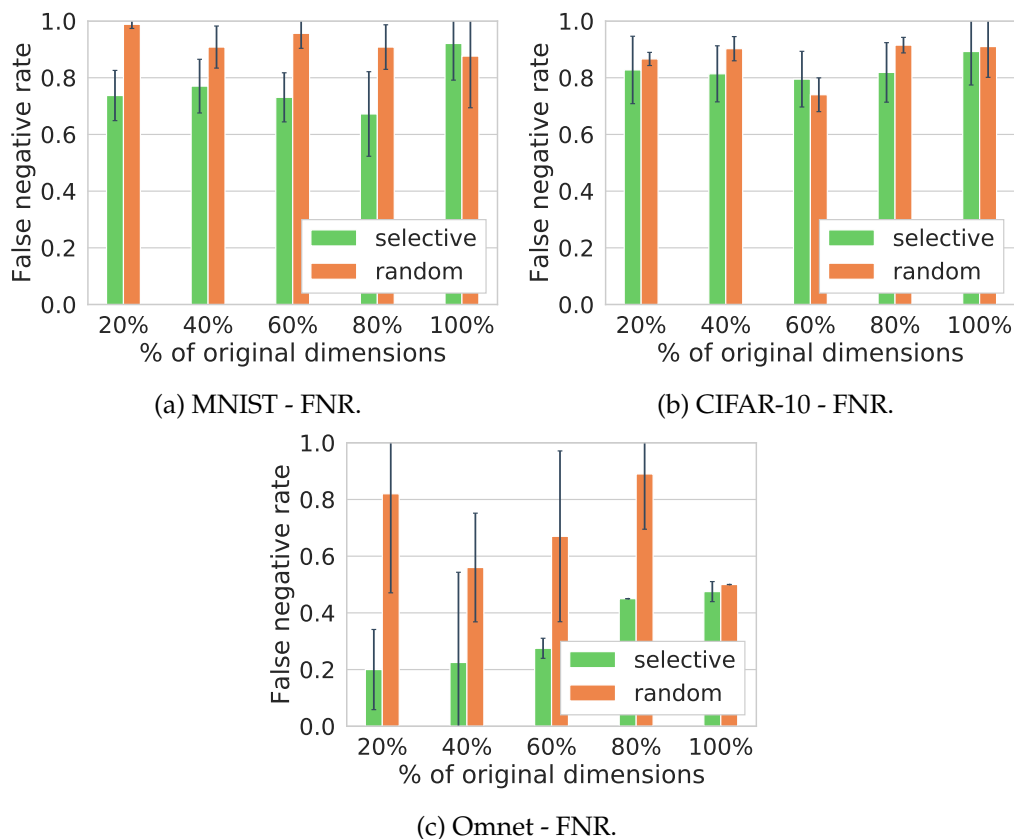 False negative rate
1.0
0.8
0.6
0.4
0.2
0.0
selective
random
20% 40% 60% 80% 100%
% of original dimensions
(a) MNIST - FNR.
False negative rate
1.0
0.8
0.6
0.4
0.2
0.0
selective
random
20% 40% 60% 80% 100%
% of original dimensions
(b) CIFAR-10 - FNR.
False negative rate
1.0
0.8
0.6
0.4
0.2
0.0
selective
random
20% 40% 60% 80% 100%
% of original dimensions
(c) Omnet - FNR.